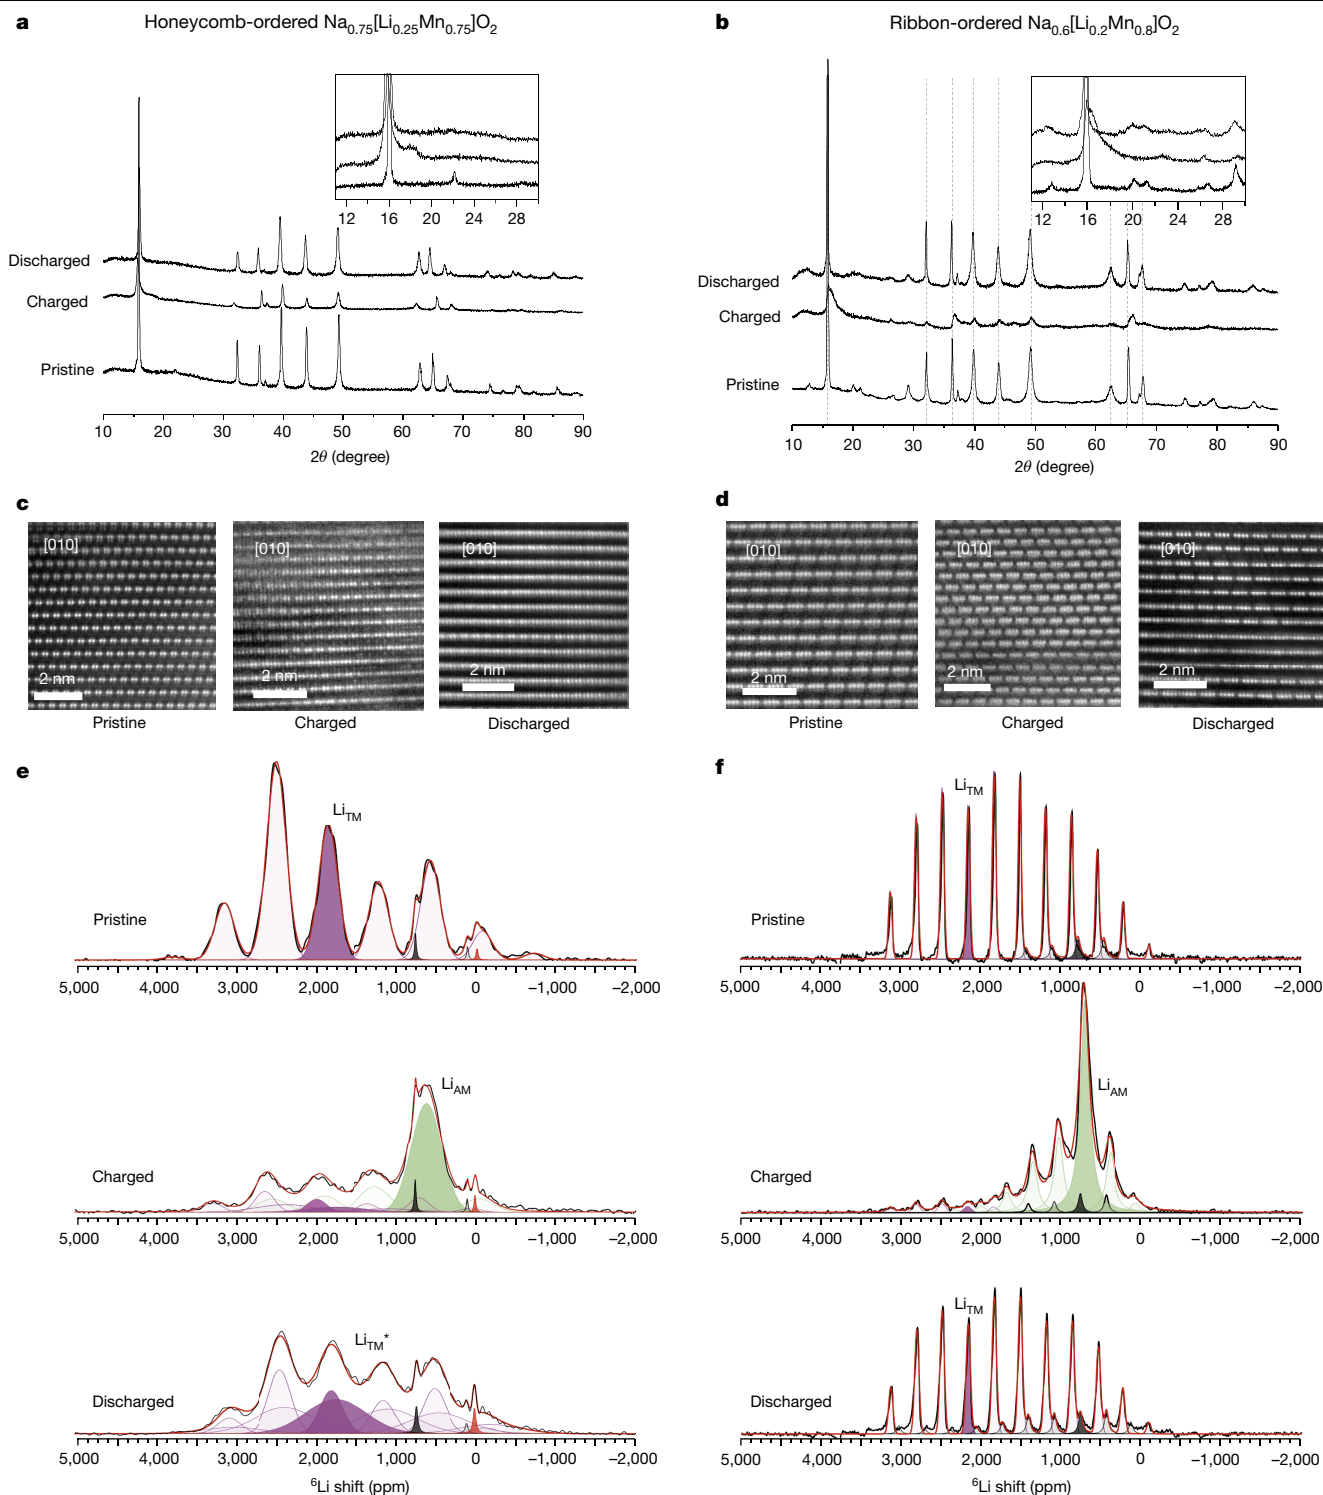 a Honeycomb-ordered Na0.75[Li0.25Mn0.75]O2
12 16 20 24 28
Discharged
Charged
Pristine
10 20 30 40 50 60 70 80 90
2θ (degree)
b Ribbon-ordered Na0.6[Li0.2Mn0.8]O2
12 16 20 24 28
Discharged
Charged
Pristine
10 20 30 40 50 60 70 80 90
2θ (degree)
c
[010] [010] [010]
2 nm 2 nm 2 nm
Pristine Charged Discharged
d
[010] [010] [010]
2 nm 2 nm 2 nm
Pristine Charged Discharged
e
LiTM
Pristine
5,000 4,000 3,000 2,000 1,000 0 −1,000 −2,000
LiAM
Charged
5,000 4,000 3,000 2,000 1,000 0 −1,000 −2,000
LiTM*
Discharged
5,000 4,000 3,000 2,000 1,000 0 −1,000 −2,000
6Li shift (ppm)
f
LiTM
Pristine
5,000 4,000 3,000 2,000 1,000 0 −1,000 −2,000
LiAM
Charged
5,000 4,000 3,000 2,000 1,000 0 −1,000 −2,000
LiTM
Discharged
5,000 4,000 3,000 2,000 1,000 0 −1,000 −2,000
6Li shift (ppm)